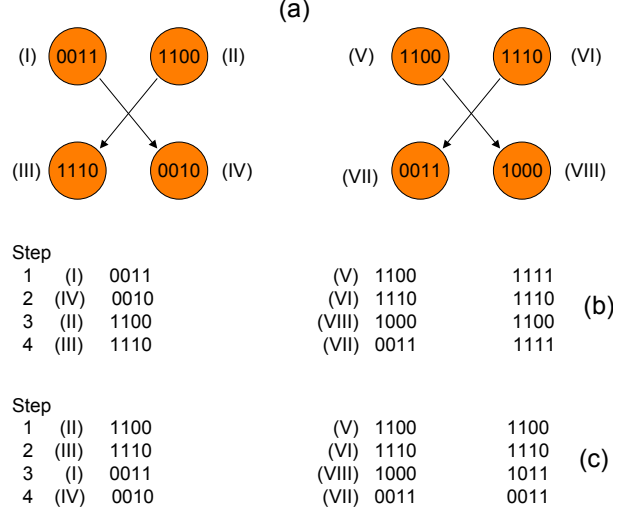 (a)
(I) 0011 1100 (II) (V) 1100 1110 (VI)
(III) 1110 0010 (IV) (VII) 0011 1000 (VIII)
Step
1 (I) 0011 (V) 1100 1111
2 (IV) 0010 (VI) 1110 1110
3 (II) 1100 (VIII) 1000 1100
4 (III) 1110 (VII) 0011 1111
(b)
Step
1 (II) 1100 (V) 1100 1100
2 (III) 1110 (VI) 1110 1110
3 (I) 0011 (VIII) 1000 1011
4 (IV) 0010 (VII) 0011 0011
(c)